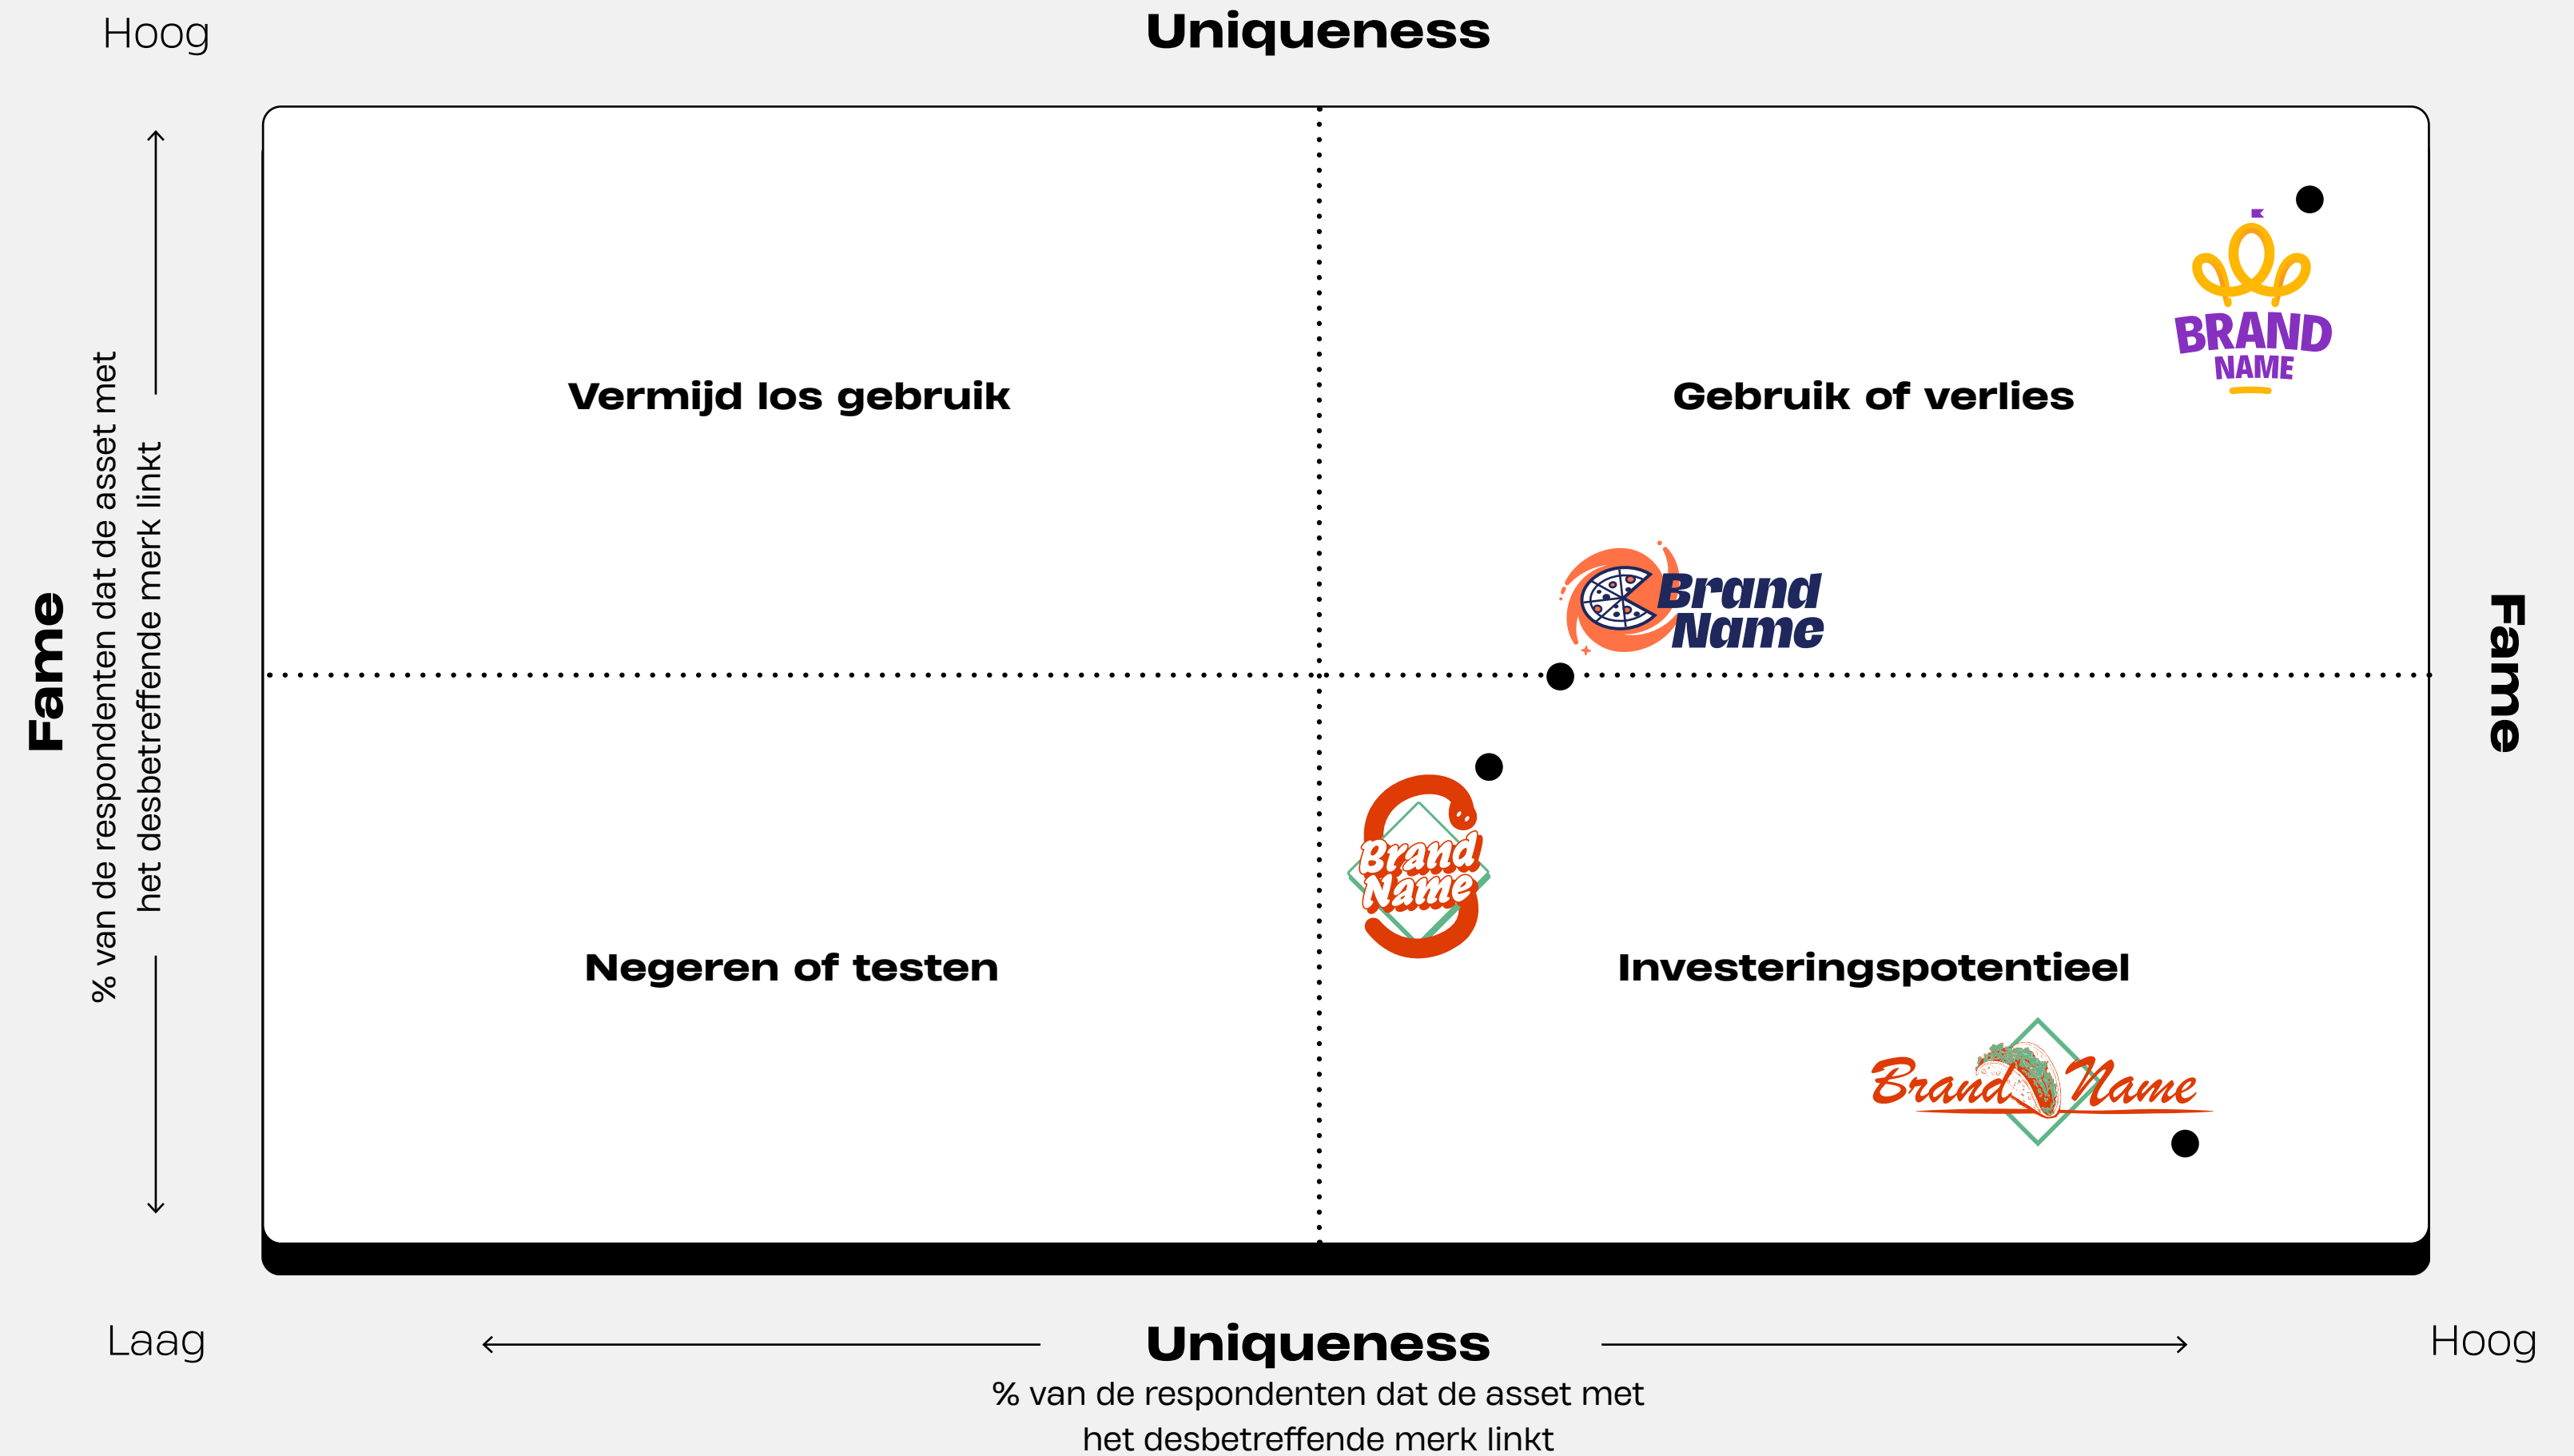 Hoog
Uniqueness
Fame
% van de respondenten dat de asset met
het desbetreffende merk linkt
Vermijd los gebruik
Gebruik of verlies
BRAND
NAME
Brand
Name
Fame
Brand
Name
Negeren of testen
Investeringspotentieel
Brand Name
Laag
Uniqueness
Hoog
% van de respondenten dat de asset met
het desbetreffende merk linkt